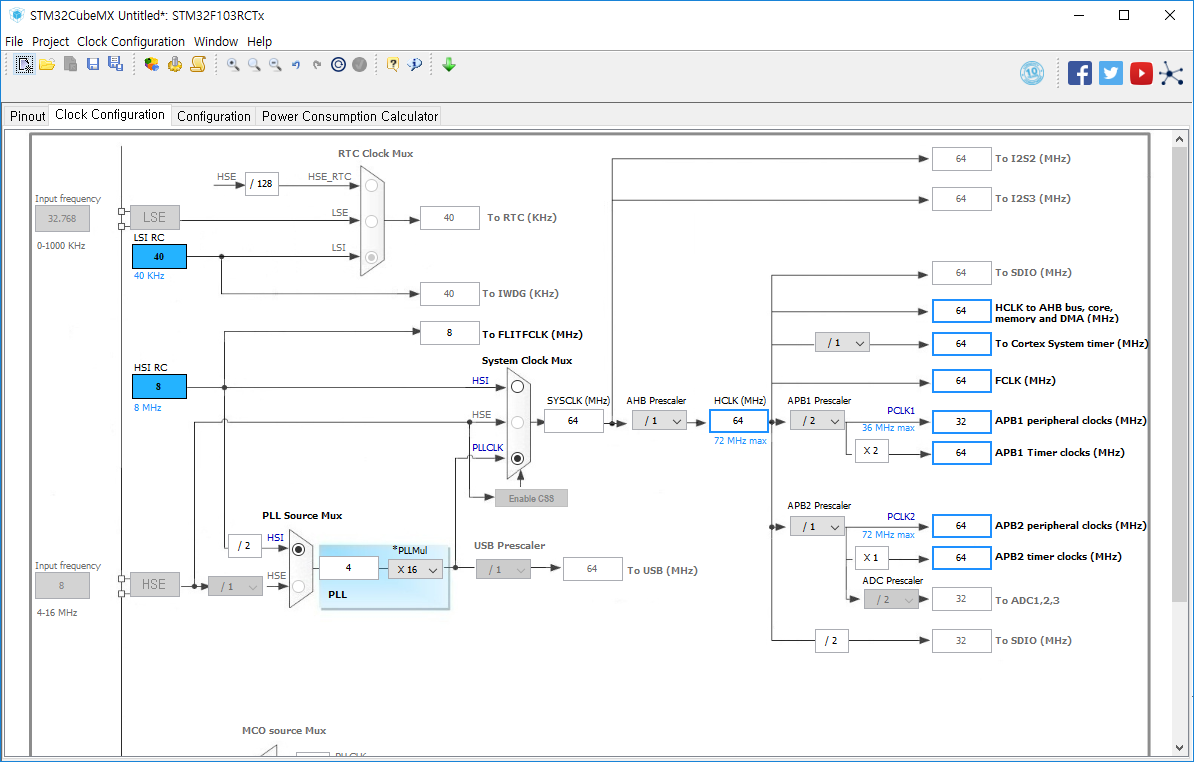 STM32CubeMX Untitled*: STM32F103RCTx
File Project Clock Configuration Window Help
10
Pinout Clock Configuration Configuration Power Consumption Calculator
RTC Clock Mux
HSE / 128 HSE_RTC
64 To I2S2 (MHz)
Input frequency
32.768
0-1000 KHz
LSE
LSE
40 To RTC (KHz)
64 To I2S3 (MHz)
LSI RC
40
40 KHz
LSI
64 To SDIO (MHz)
40 To IWDG (KHz)
64 HCLK to AHB bus, core,
memory and DMA (MHz)
8 To FLITFCLK (MHz)
/ 1 64 To Cortex System timer (MHz)
System Clock Mux
HSI RC
8
8 MHz
HSI
64 FCLK (MHz)
SYSCLK (MHz) AHB Prescaler HCLK (MHz) APB1 Prescaler
HSE 64 / 1 64 / 2
72 MHz max
PCLK1
36 MHz max
32 APB1 peripheral clocks (MHz)
PLLCLK
X 2 64 APB1 Timer clocks (MHz)
Enable CSS
PLL Source Mux
APB2 Prescaler
/ 1
PCLK2
72 MHz max
64 APB2 peripheral clocks (MHz)
/ 2 HSI
*PLLMul
USB Prescaler
X 1 64 APB2 timer clocks (MHz)
Input frequency
8
4-16 MHz
HSE
/ 1 HSE
4 X 16
PLL
/ 1 64 To USB (MHz)
ADC Prescaler
/ 2 32 To ADC1,2,3
/ 2 32 To SDIO (MHz)
MCO source Mux
PLLCLK